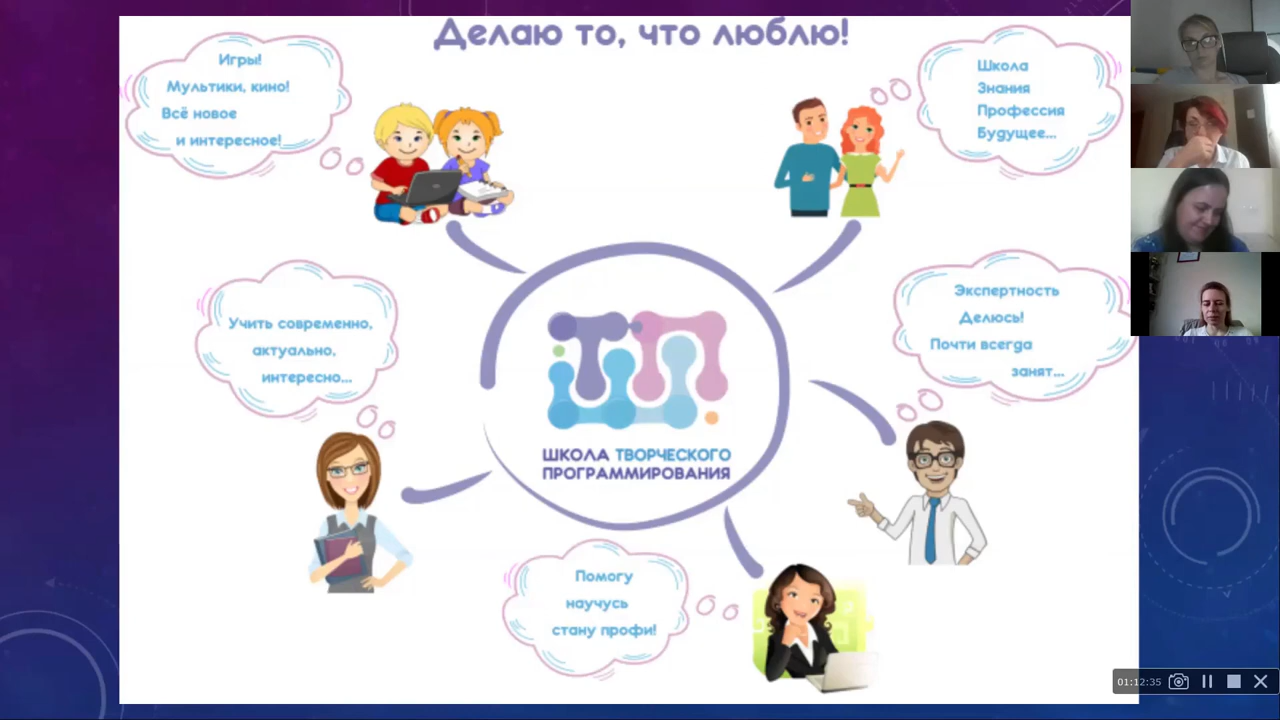 Делаю то, что люблю!
Игры!
Мультики, кино!
Всё новое
и интересное!
Школа
Знания
Профессия
Будущее...
Учить современно,
актуально,
интересно...
Экспертность
Делюсь!
Почти всегда
занят...
ШТП
ШКОЛА ТВОРЧЕСКОГО
ПРОГРАММИРОВАНИЯ
Помогу
научусь
стану профи!
01:12:35